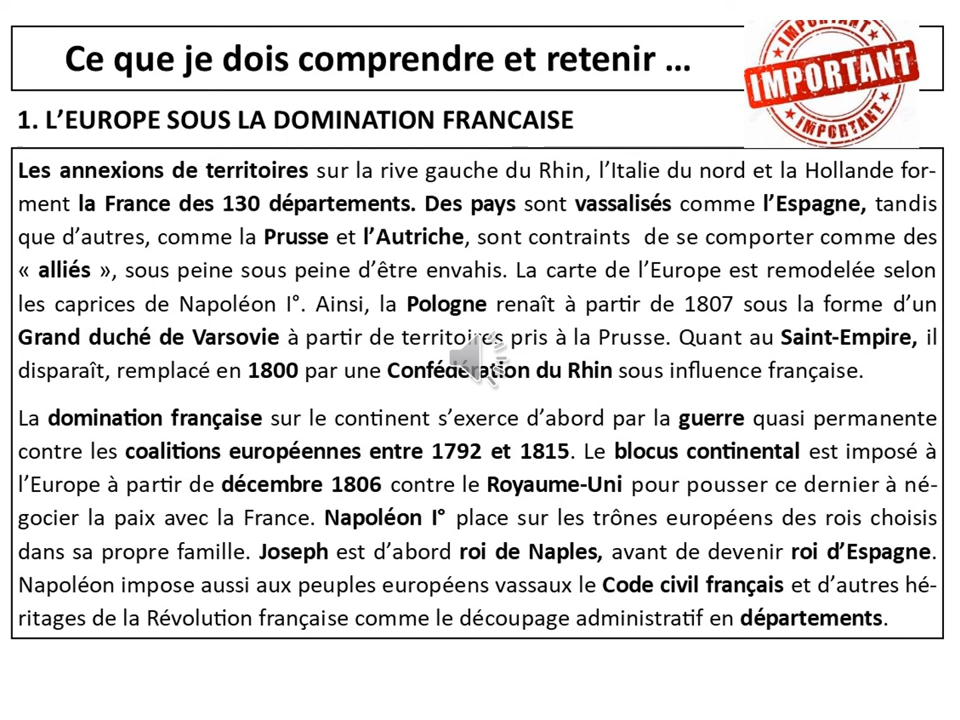 Ce que je dois comprendre et retenir …
IMPORTANT
IMPORTANT
IMPORTANT
1. L’EUROPE SOUS LA DOMINATION FRANCAISE
Les annexions de territoires sur la rive gauche du Rhin, l’Italie du nord et la Hollande for-
ment la France des 130 départements. Des pays sont vassalisés comme l’Espagne, tandis
que d’autres, comme la Prusse et l’Autriche, sont contraints de se comporter comme des
« alliés », sous peine sous peine d’être envahis. La carte de l’Europe est remodelée selon
les caprices de Napoléon I°. Ainsi, la Pologne renaît à partir de 1807 sous la forme d’un
Grand duché de Varsovie à partir de territoires pris à la Prusse. Quant au Saint-Empire, il
disparaît, remplacé en 1800 par une Confédération du Rhin sous influence française.
La domination française sur le continent s’exerce d’abord par la guerre quasi permanente
contre les coalitions européennes entre 1792 et 1815. Le blocus continental est imposé à
l’Europe à partir de décembre 1806 contre le Royaume-Uni pour pousser ce dernier à né-
gocier la paix avec la France. Napoléon I° place sur les trônes européens des rois choisis
dans sa propre famille. Joseph est d’abord roi de Naples, avant de devenir roi d’Espagne.
Napoléon impose aussi aux peuples européens vassaux le Code civil français et d’autres hé-
ritages de la Révolution française comme le découpage administratif en départements.